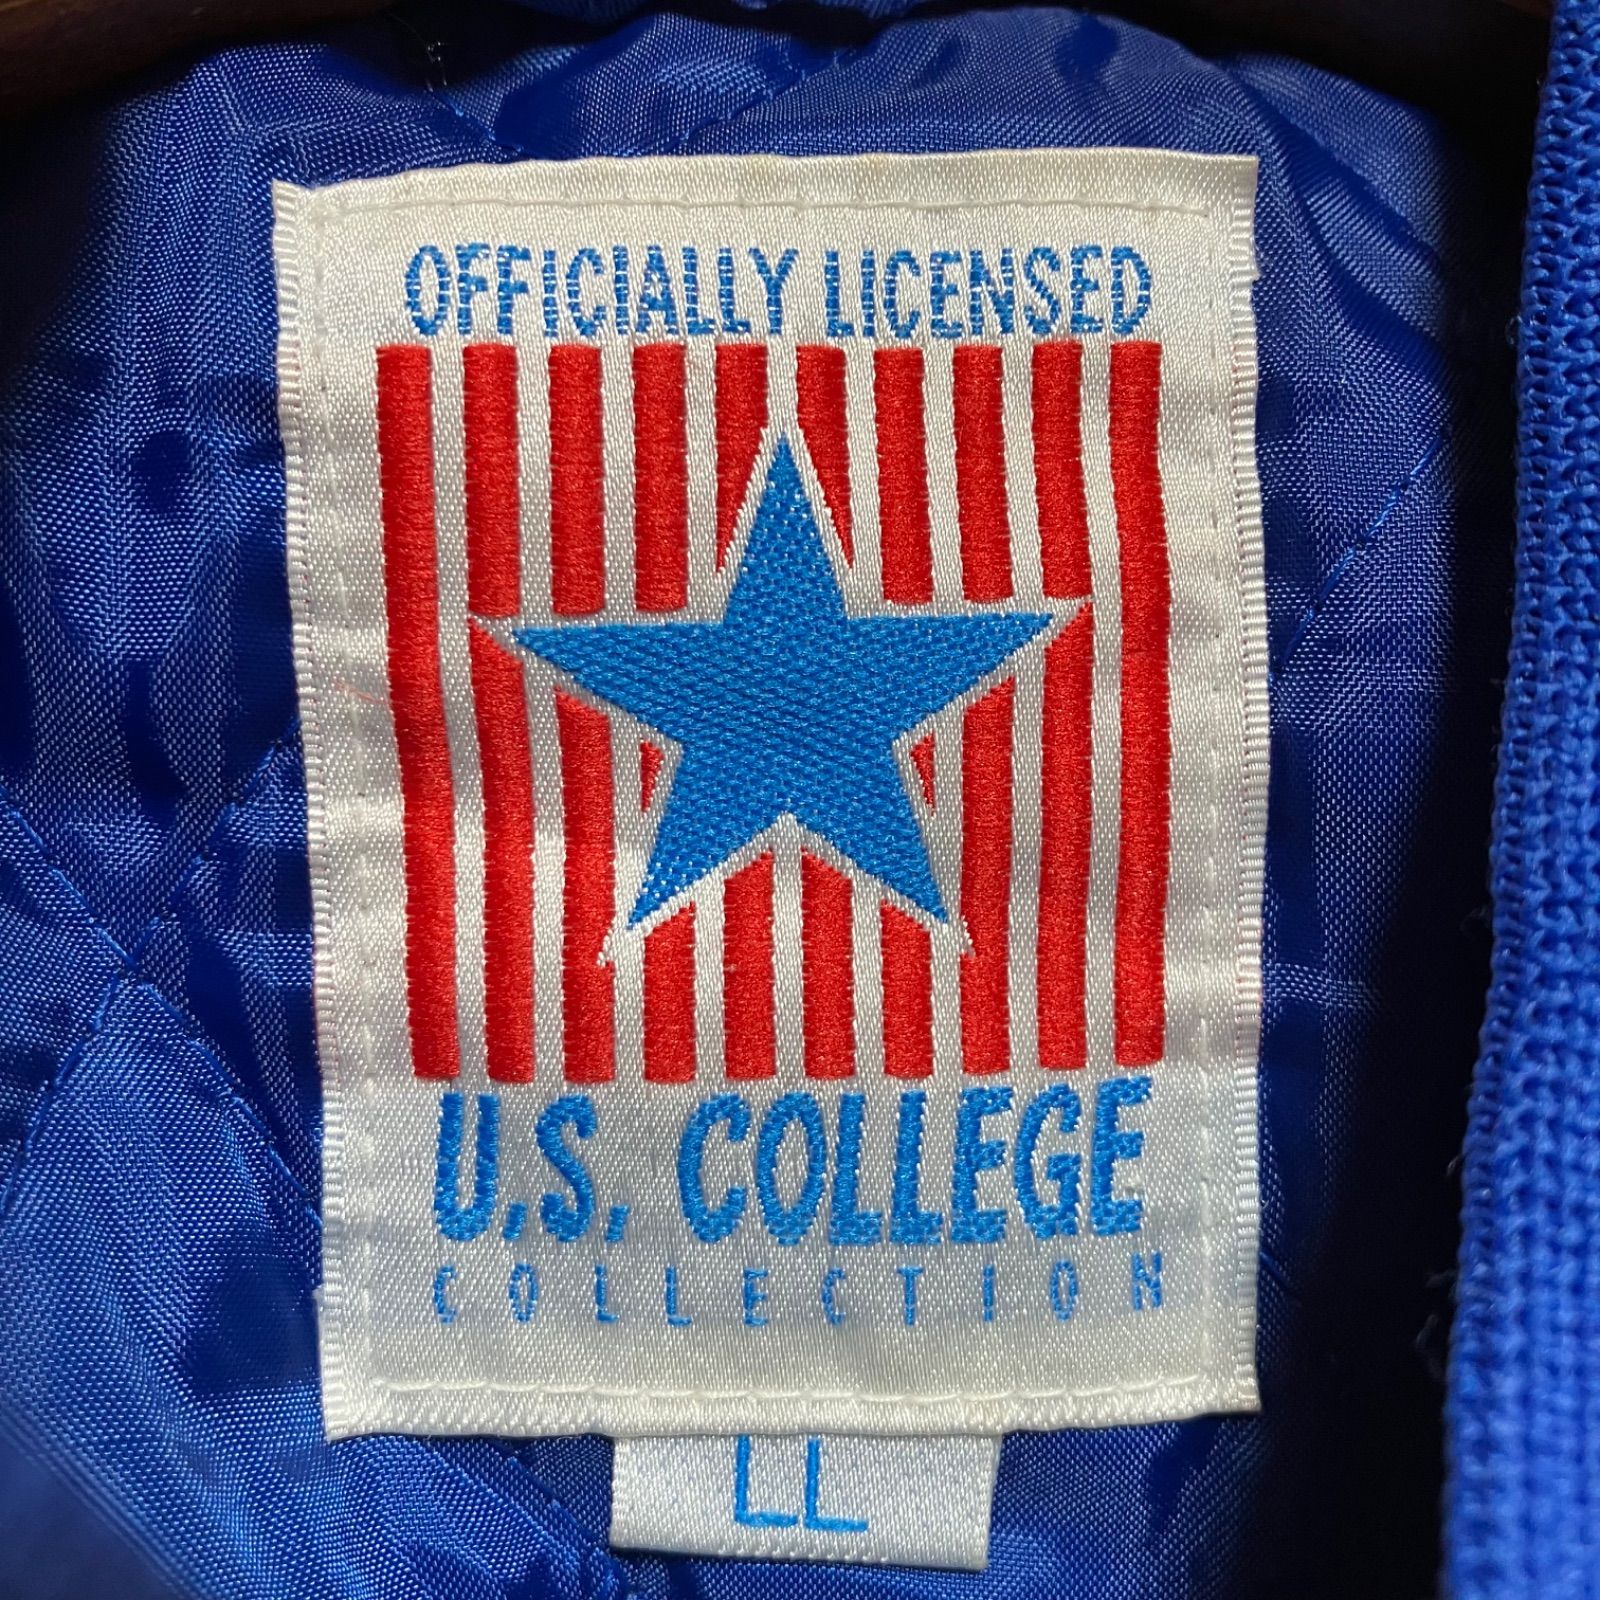 OFFICIALLY LICENSED
U.S. COLLEGE
COLLECTION
LL